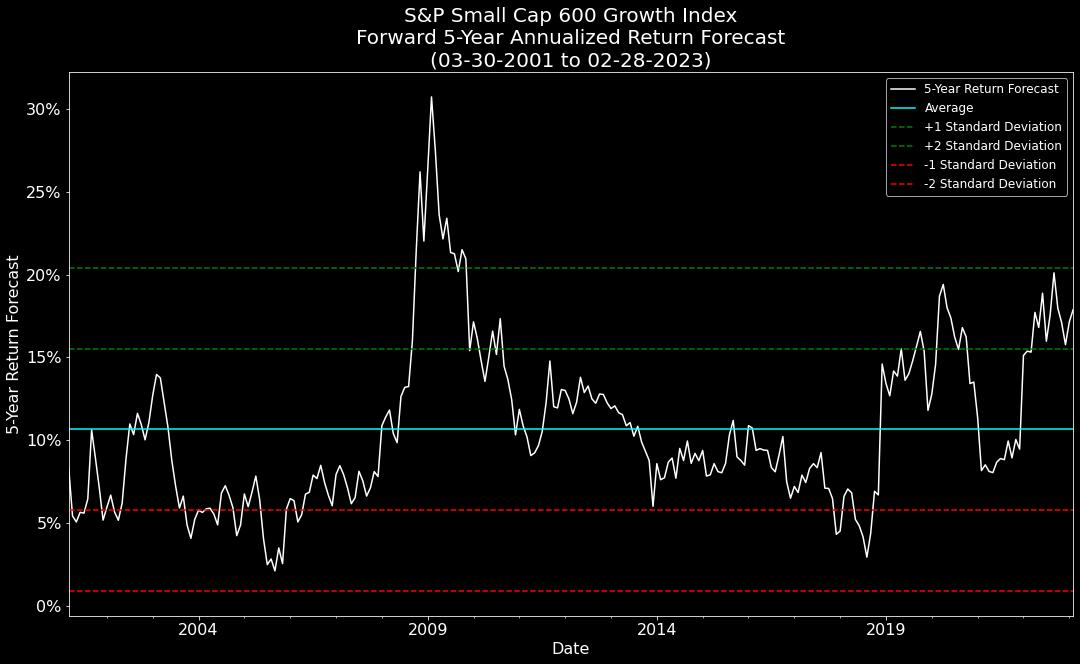 S&P Small Cap 600 Growth Index
Forward 5-Year Annualized Return Forecast
(03-30-2001 to 02-28-2023)
5-Year Return Forecast
Average
+1 Standard Deviation
+2 Standard Deviation
-1 Standard Deviation
-2 Standard Deviation
5-Year Return Forecast
30%
25%
20%
15%
10%
5%
0%
2004
2009
2014
2019
Date